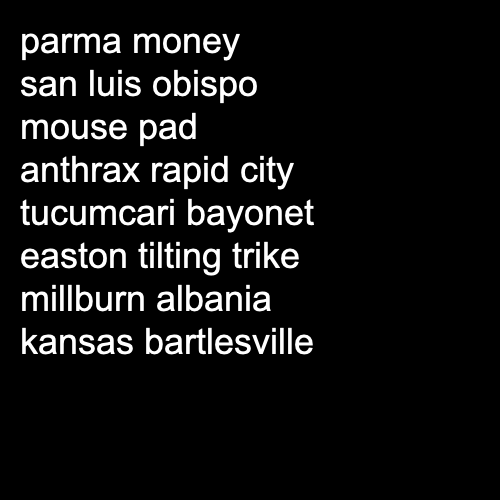 parma money
san luis obispo
mouse pad
anthrax rapid city
tucumcari bayonet
easton tilting trike
millburn albania
kansas bartlesville